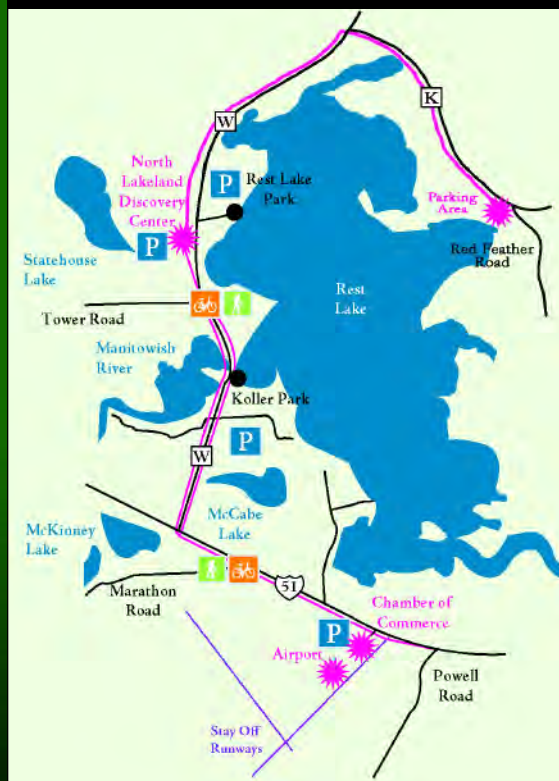 K
W
North
Lakeland
Discovery
Center
P
Rest Lake
Park
Parking
Area
P
Statehouse
Lake
Red Feather
Road
Rest
Lake
Tower Road
Manitowish
River
Koller Park
P
W
McCabe
Lake
McKinney
Lake
Marathon
Road
51
Chamber of
Commerce
P
Airport
Powell
Road
Stay Off
Runways